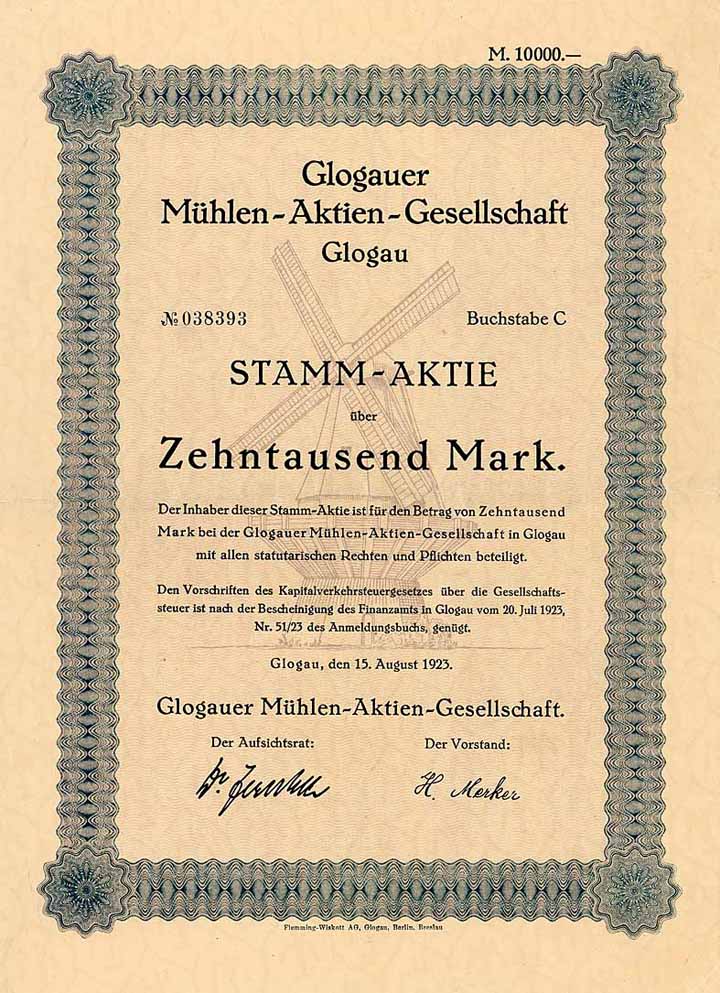 M. 10000.—
Glogauer
Mühlen-Aktien-Gesellschaft
Glogau
№ 038393 Buchstabe C
STAMM-AKTIE
über
Zehntausend Mark.
Der Inhaber dieser Stamm-Aktie ist für den Betrag von Zehntausend
Mark bei der Glogauer Mühlen-Aktien-Gesellschaft in Glogau
mit allen statutarischen Rechten und Pflichten beteiligt.
Den Vorschriften des Kapitalverkehrsteuergesetzes über die Gesellschafts-
steuer ist nach der Bescheinigung des Finanzamts in Glogau vom 20. Juli 1923,
Nr. 51/23 des Anmeldungsbuchs, genügt.
Glogau, den 15. August 1923.
Glogauer Mühlen-Aktien-Gesellschaft.
Der Aufsichtsrat: Der Vorstand:
Dr. H. Merker
Flemming-Wiskott AG, Glogau, Berlin, Breslau